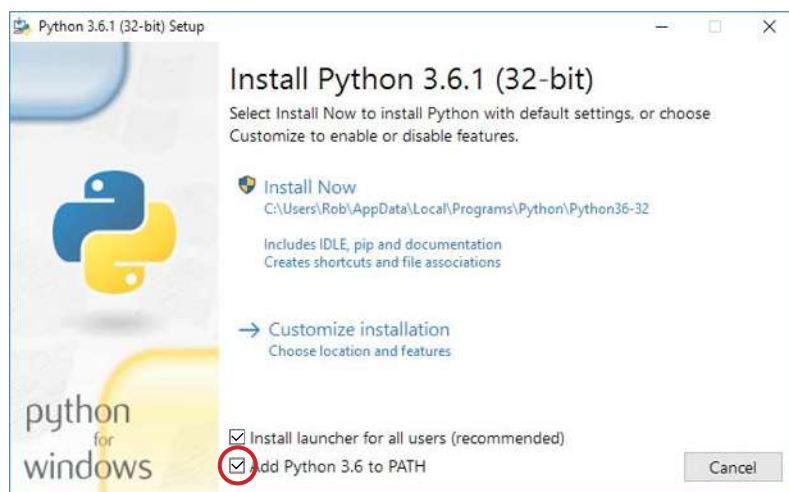 Python 3.6.1 (32-bit) Setup
Install Python 3.6.1 (32-bit)
Select Install Now to install Python with default settings, or choose
Customize to enable or disable features.
Install Now
C:\Users\Rob\AppData\Local\Programs\Python\Python36-32
Includes IDLE, pip and documentation
Creates shortcuts and file associations
Customize installation
Choose location and features
python
for
windows
Install launcher for all users (recommended)
Add Python 3.6 to PATH
Cancel